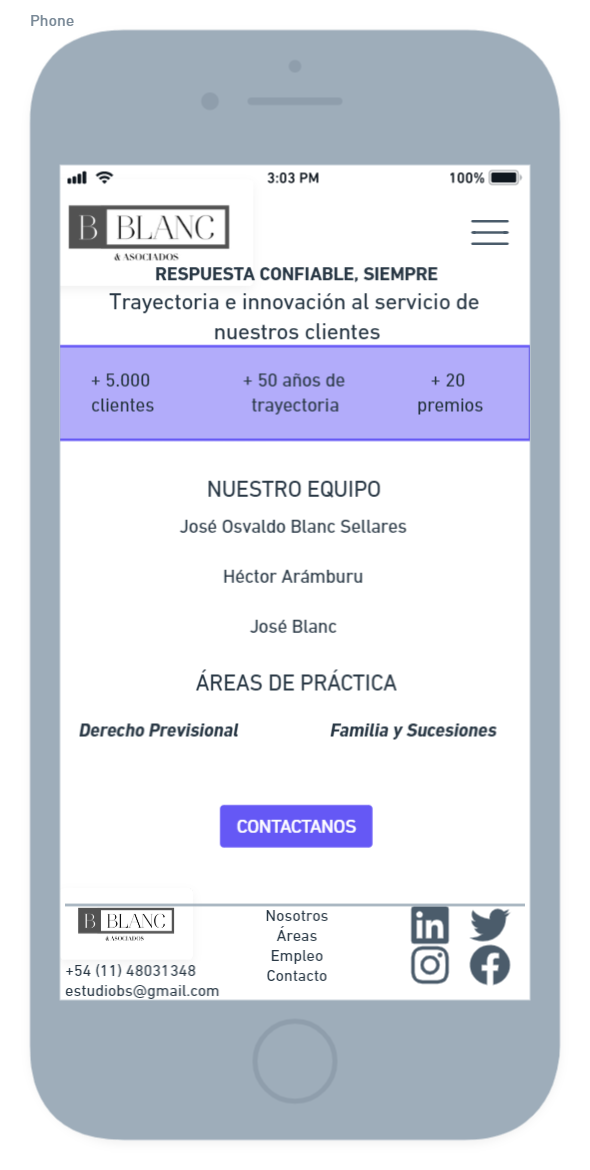 Phone
3:03 PM
100%
B BLANC
& ASOCIADOS
RESPUESTA CONFIABLE, SIEMPRE
Trayectoria e innovación al servicio de
nuestros clientes
+ 5.000
clientes
+ 50 años de
trayectoria
+ 20
premios
NUESTRO EQUIPO
José Osvaldo Blanc Sellares
Héctor Arámburu
José Blanc
ÁREAS DE PRÁCTICA
Derecho Previsional
Familia y Sucesiones
CONTACTANOS
B BLANC
& ASOCIADOS
+54 (11) 48031348
estudiobs@gmail.com
Nosotros
Áreas
Empleo
Contacto
in